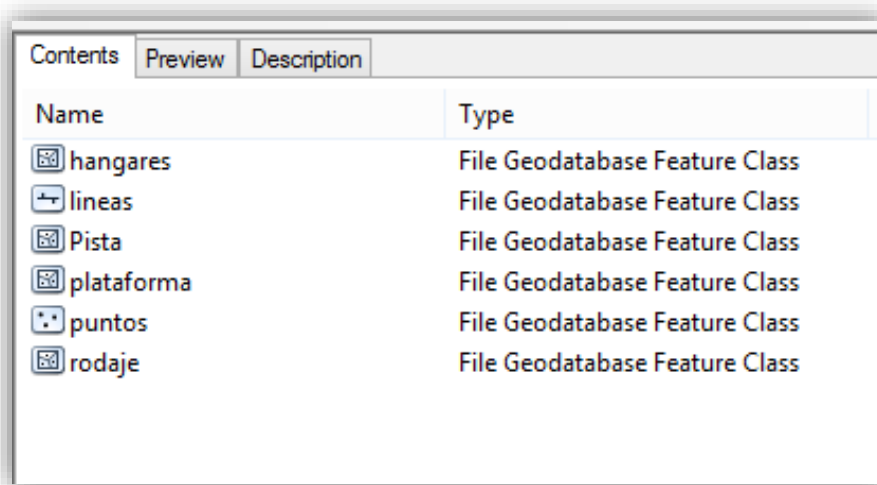 Contents Preview Description
Name Type
hangares File Geodatabase Feature Class
lineas File Geodatabase Feature Class
Pista File Geodatabase Feature Class
plataforma File Geodatabase Feature Class
puntos File Geodatabase Feature Class
rodaje File Geodatabase Feature Class